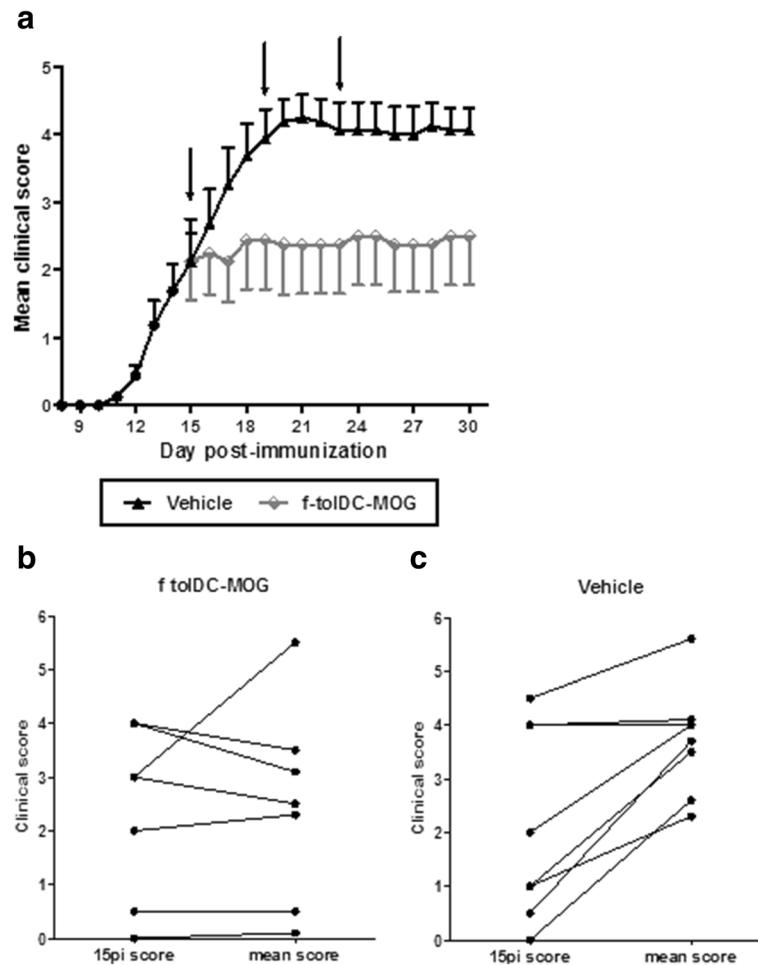 a
5
4
3
2
1
0
Mean clinical score
9 12 15 18 21 24 27 30
Day post-immunization
Vehicle f-tolDC-MOG
b
f tolDC-MOG
6
5
4
3
2
1
0
Clinical score
15pi score mean score
c
Vehicle
6
5
4
3
2
1
0
Clinical score
15pi score mean score